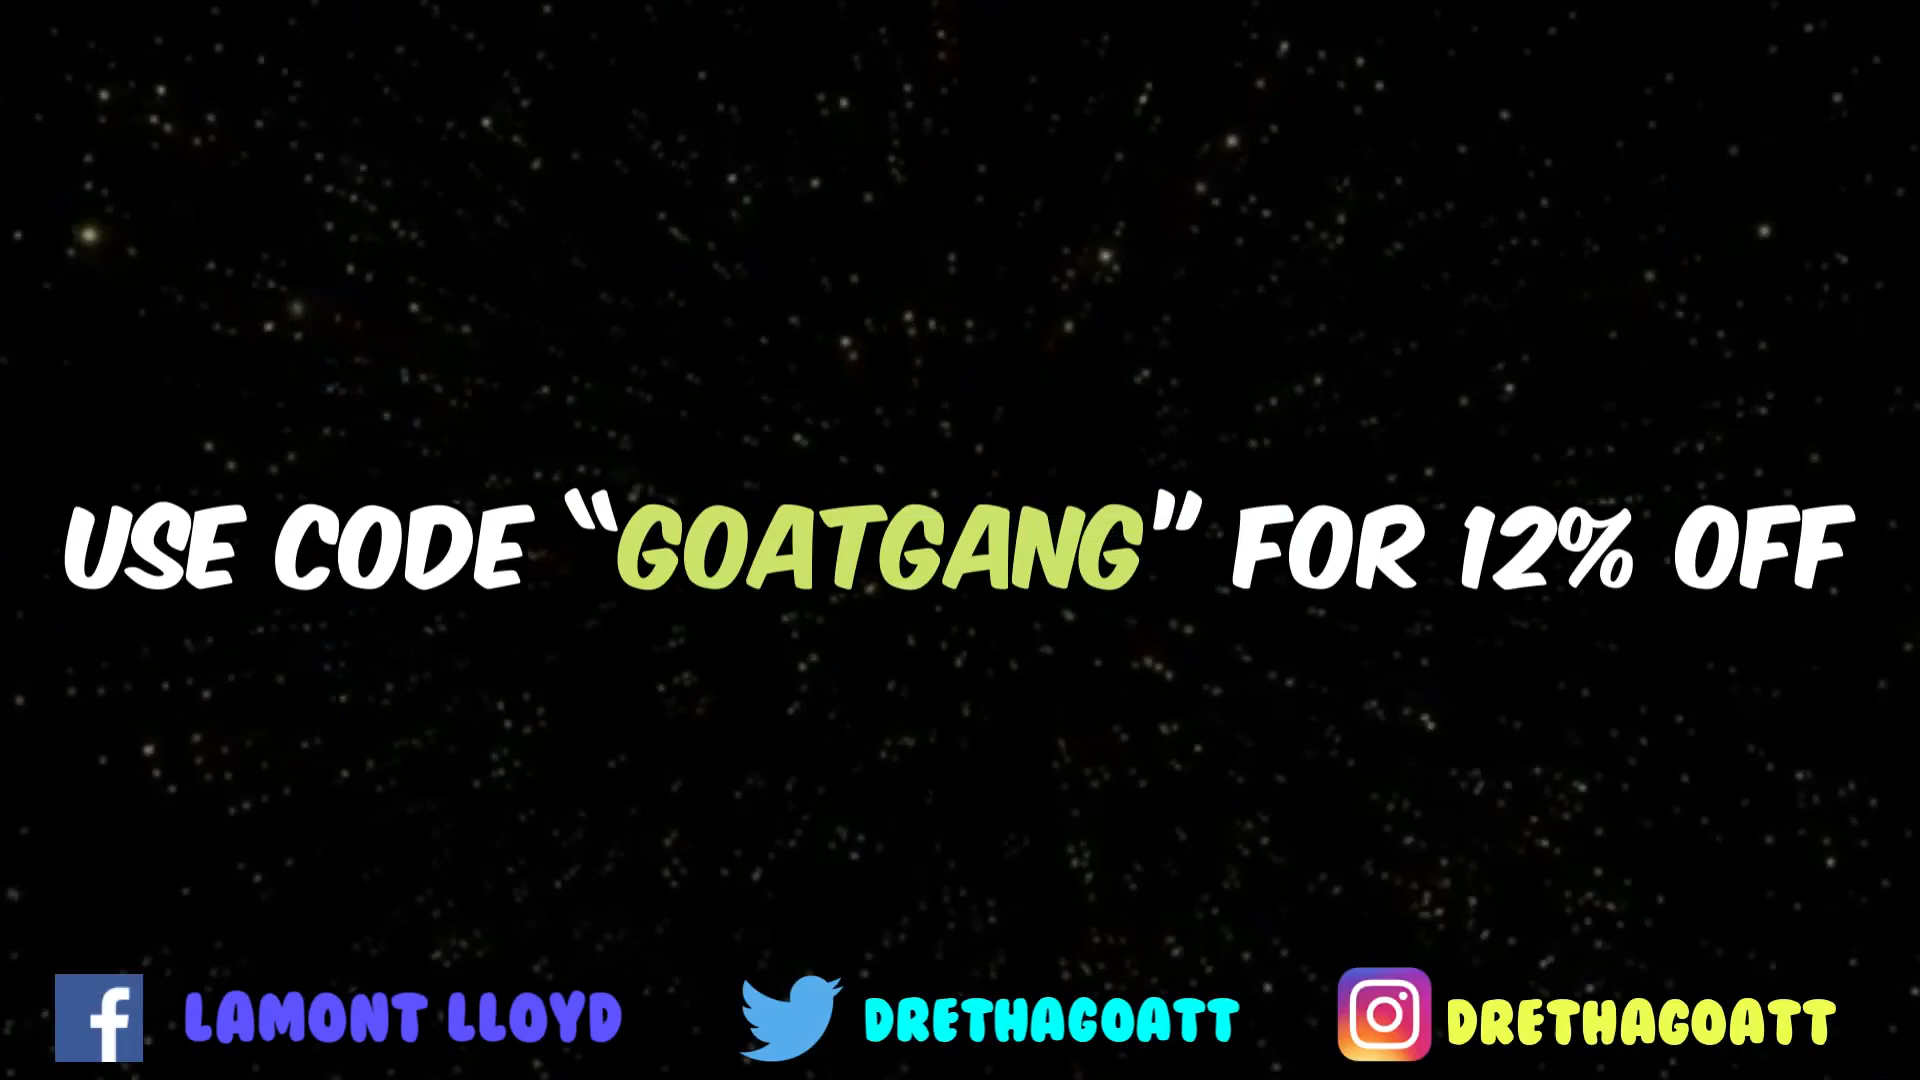 USE CODE “GOATGANG” FOR 12% OFF
LAMONT LLOYD
DRETHAGOATT
DRETHAGOATT